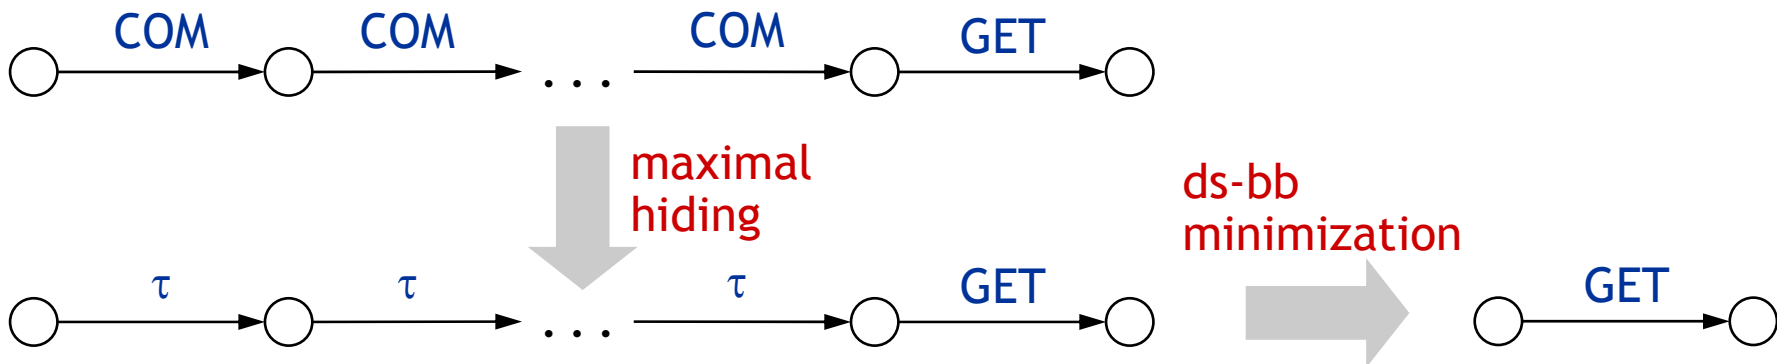 COM COM COM GET
. . .
maximal
hiding
ds-bb
minimization
τ τ τ GET GET
. . .